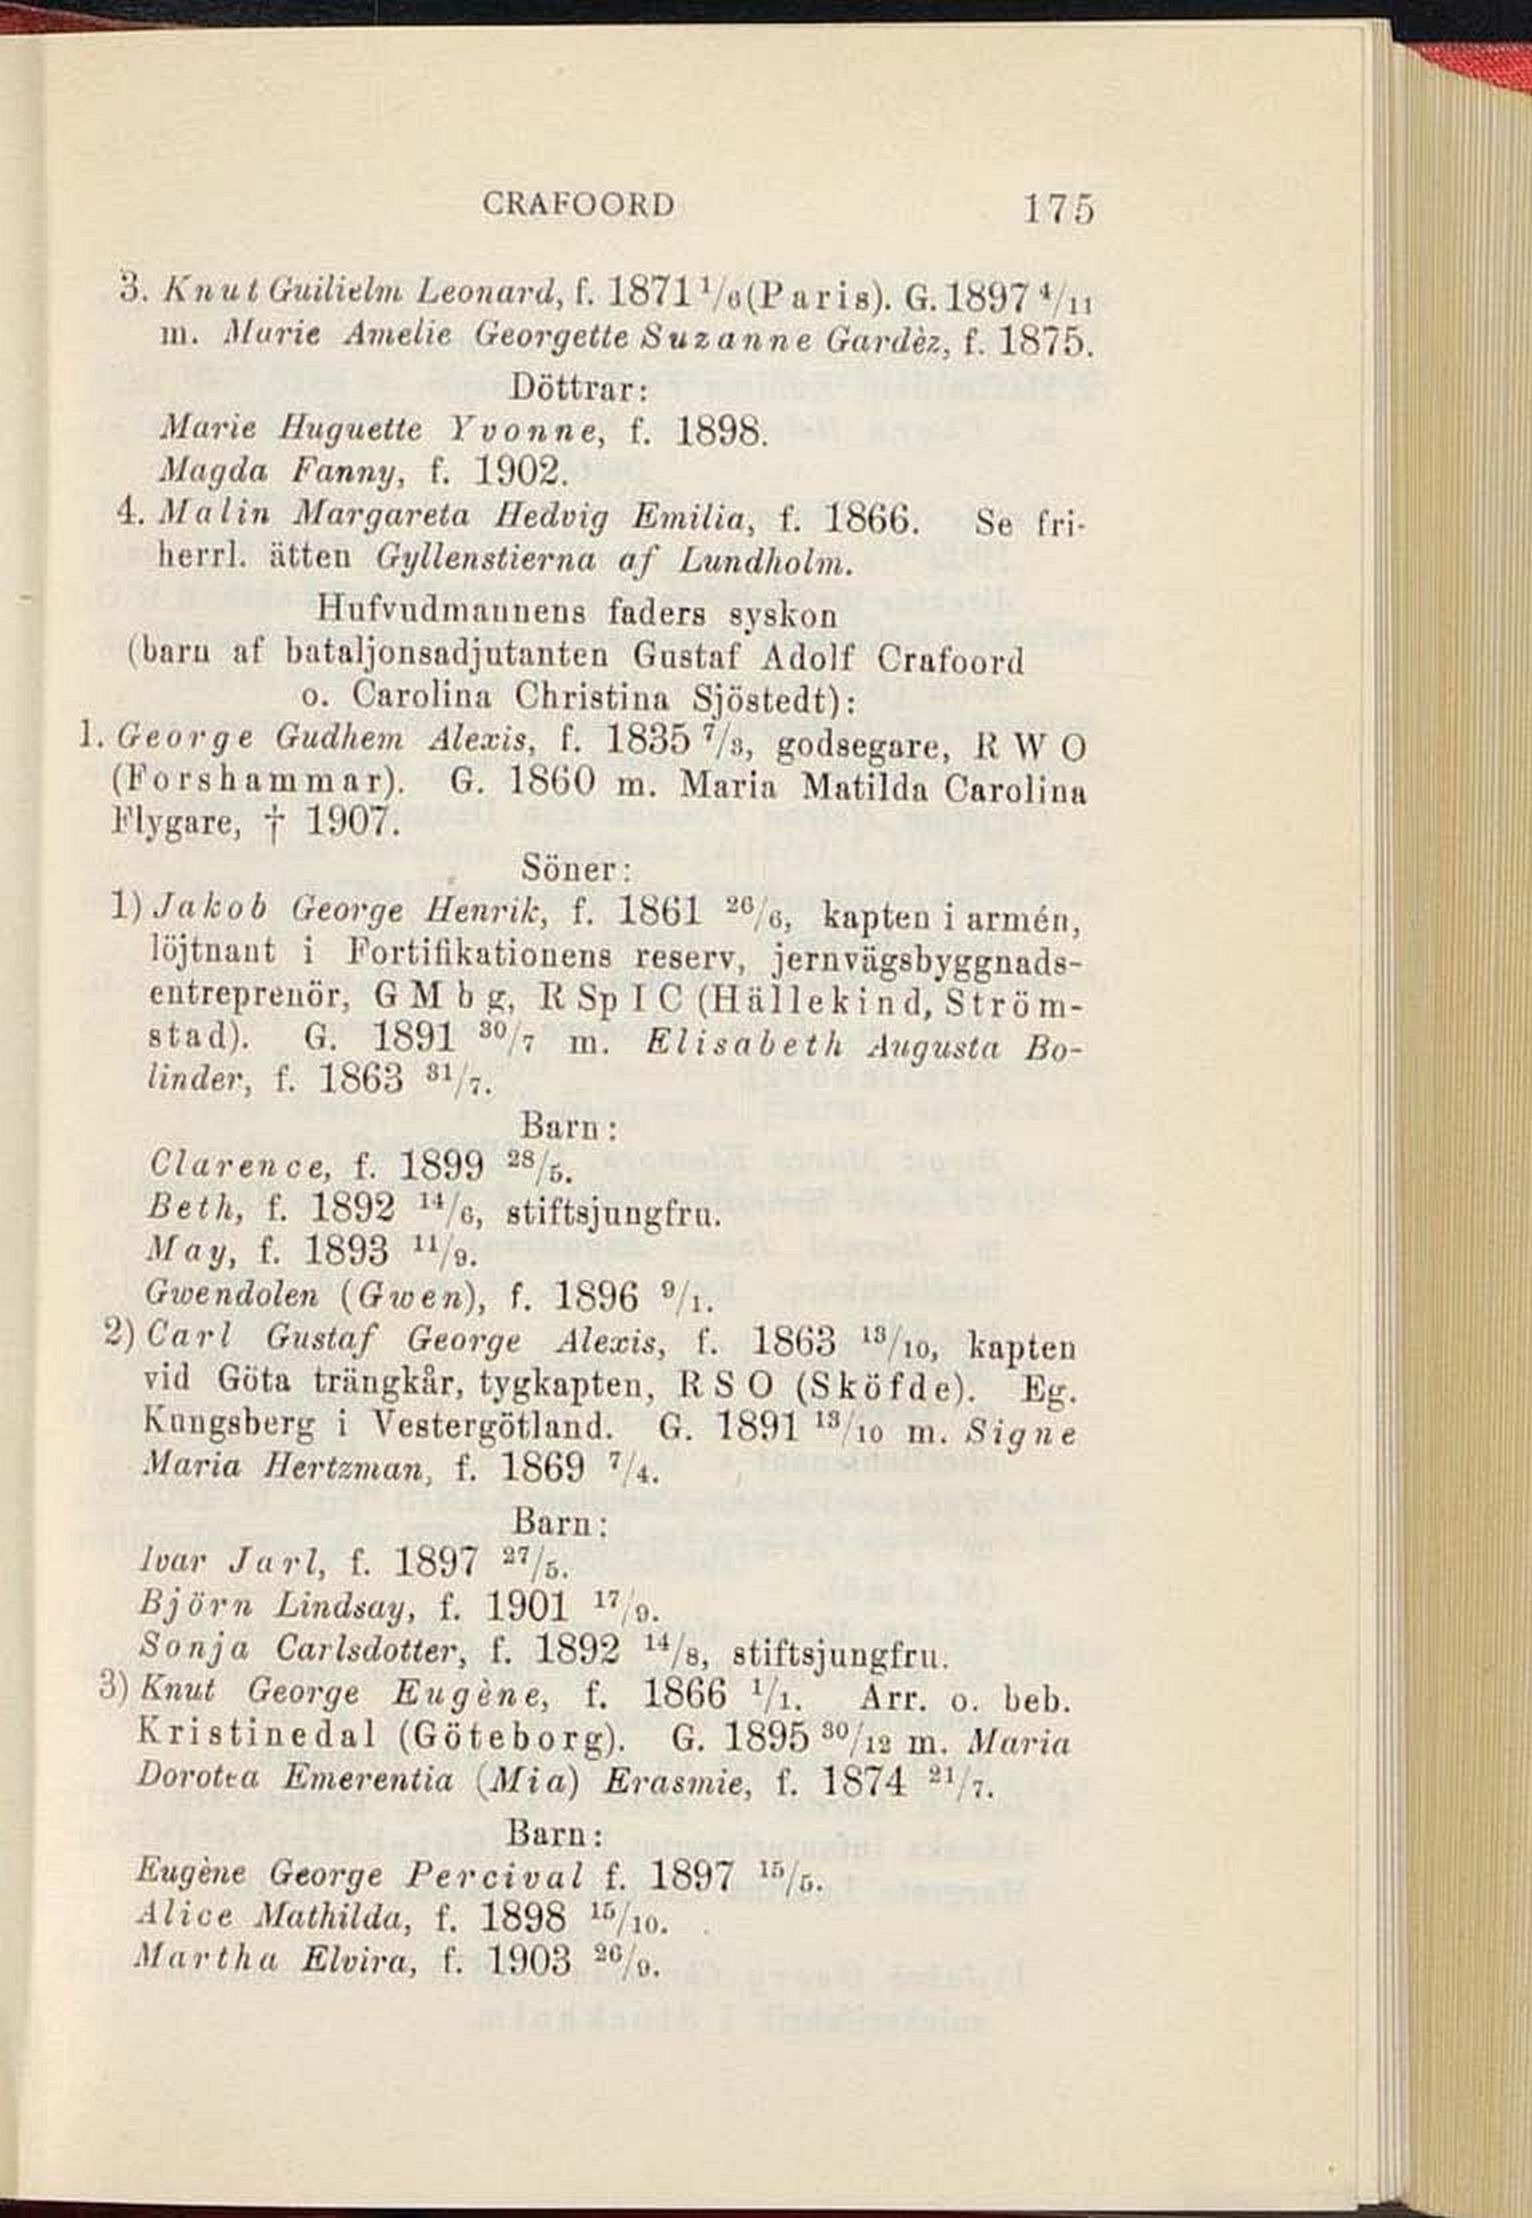 CRAFOORD 175
3. Knut Guilielm Leonard, f. 1871 1/6 (Paris). G. 1897 4/11
m. Marie Amelie Georgette Suzanne Gardèz, f. 1875.
Döttrar:
Marie Huguette Yvonne, f. 1898.
Magda Fanny, f. 1902.
4. Malin Margareta Hedvig Emilia, f. 1866. Se fri-
herrl. ätten Gyllenstierna af Lundholm.
Hufvudmannens faders syskon
(barn af bataljonsadjutanten Gustaf Adolf Crafoord
o. Carolina Christina Sjöstedt):
1. George Gudhem Alexis, f. 1835 7/3, godsegare, R W O
(Forshammar). G. 1860 m. Maria Matilda Carolina
Flygare, † 1907.
Söner:
1) Jakob George Henrik, f. 1861 26/6, kapten i armén,
löjtnant i Fortifikationens reserv, jernvägsbyggnads-
entreprenör, G M b g, R Sp I C (Hällekind, Ström-
stad). G. 1891 30/7 m. Elisabeth Augusta Bo-
linder, f. 1863 31/7.
Barn:
Clarence, f. 1899 28/5.
Beth, f. 1892 14/6, stiftsjungfru.
May, f. 1893 11/9.
Gwendolen (Gwen), f. 1896 9/1.
2) Carl Gustaf George Alexis, f. 1863 13/10, kapten
vid Göta trängkår, tygkapten, R S O (Sköfde). Eg.
Kungsberg i Vestergötland. G. 1891 13/10 m. Signe
Maria Hertzman, f. 1869 7/4.
Barn:
Ivar Jarl, f. 1897 27/5.
Björn Lindsay, f. 1901 17/9.
Sonja Carlsdotter, f. 1892 14/8, stiftsjungfru.
3) Knut George Eugène, f. 1866 1/1. Arr. o. beb.
Kristinedal (Göteborg). G. 1895 30/12 m. Maria
Dorotea Emerentia (Mia) Erasmie, f. 1874 21/7.
Barn:
Eugène George Percival f. 1897 15/5.
Alice Mathilda, f. 1898 15/10.
Martha Elvira, f. 1903 26/9.